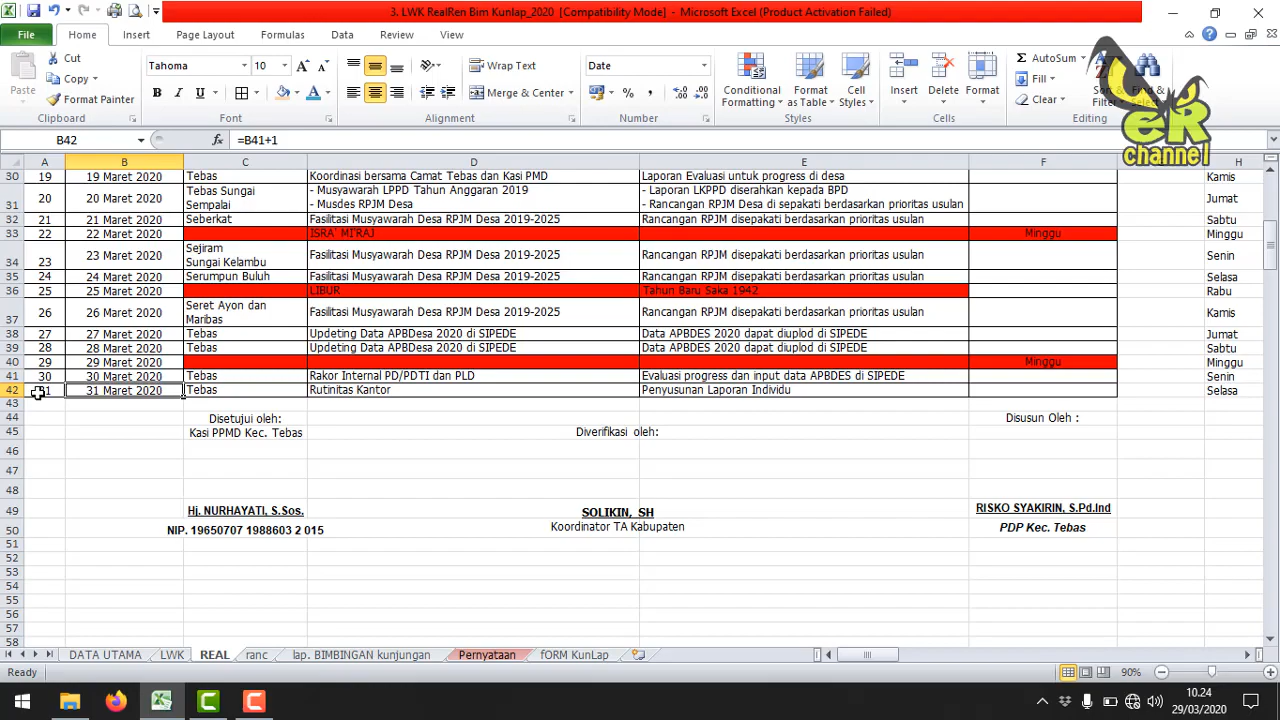 3. LWK RealRen Bim Kunlap_2020 [Compatibility Mode] - Microsoft Excel (Product Activation Failed)
File Home Insert Page Layout Formulas Data Review View
Cut
Copy
Format Painter
Paste
Clipboard
Tahoma 10
B I U
Font
Wrap Text
Merge & Center
Alignment
Date
Number
Conditional Formatting
Format as Table
Cell Styles
Styles
Insert Delete Format
Cells
AutoSum
Fill
Clear
Editing
eR channel
B42 fx =B41+1
A B C D E F H
30 19 19 Maret 2020 Tebas Koordinasi bersama Camat Tebas dan Kasi PMD Laporan Evaluasi untuk progress di desa Kamis
31 20 20 Maret 2020 Tebas Sungai Sempalai - Musyawarah LPPD Tahun Anggaran 2019 - Laporan LKPPD diserahkan kepada BPD Jumat
- Musdes RPJM Desa - Rancangan RPJM Desa di sepakati berdasarkan prioritas usulan
32 21 21 Maret 2020 Seberkat Fasilitasi Musyawarah Desa RPJM Desa 2019-2025 Rancangan RPJM disepakati berdasarkan prioritas usulan Sabtu
33 22 22 Maret 2020 ISRA' MI'RAJ Minggu Minggu
34 23 23 Maret 2020 Sejiram Sungai Kelambu Fasilitasi Musyawarah Desa RPJM Desa 2019-2025 Rancangan RPJM disepakati berdasarkan prioritas usulan Senin
35 24 24 Maret 2020 Serumpun Buluh Fasilitasi Musyawarah Desa RPJM Desa 2019-2025 Rancangan RPJM disepakati berdasarkan prioritas usulan Selasa
36 25 25 Maret 2020 LIBUR Tahun Baru Saka 1942 Rabu
37 26 26 Maret 2020 Seret Ayon dan Maribas Fasilitasi Musyawarah Desa RPJM Desa 2019-2025 Rancangan RPJM disepakati berdasarkan prioritas usulan Kamis
38 27 27 Maret 2020 Tebas Updeting Data APBDesa 2020 di SIPEDE Data APBDES 2020 dapat diuplod di SIPEDE Jumat
39 28 28 Maret 2020 Tebas Updeting Data APBDesa 2020 di SIPEDE Data APBDES 2020 dapat diuplod di SIPEDE Sabtu
40 29 29 Maret 2020 Minggu Minggu
41 30 30 Maret 2020 Tebas Rakor Internal PD/PDTI dan PLD Evaluasi progress dan input data APBDES di SIPEDE Senin
42 31 Maret 2020 Tebas Rutinitas Kantor Penyusunan Laporan Individu Selasa
43
44 Disetujui oleh: Disusun Oleh :
45 Kasi PPMD Kec. Tebas Diverifikasi oleh:
46
47
48
49 Hj. NURHAYATI, S.Sos. SOLIKIN, SH RISKO SYAKIRIN, S.Pd.Ind
50 NIP. 19650707 1988603 2 015 Koordinator TA Kabupaten PDP Kec. Tebas
51
52
53
54
55
56
57
58
DATA UTAMA LWK REAL ranc lap. BIMBINGAN kunjungan Pernyataan fORM KunLap
Ready 90%
10.24
29/03/2020